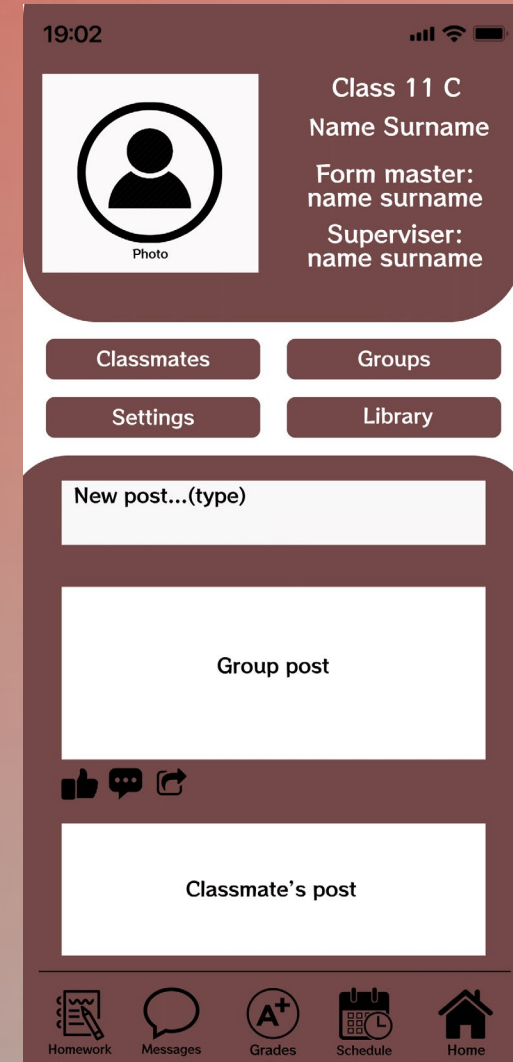 19:02
Class 11 C
Name Surname
Form master:
name surname
Superviser:
name surname
Photo
Classmates
Groups
Settings
Library
New post...(type)
Group post
Classmate’s post
A+
Homework
Messages
Grades
Schedule
Home